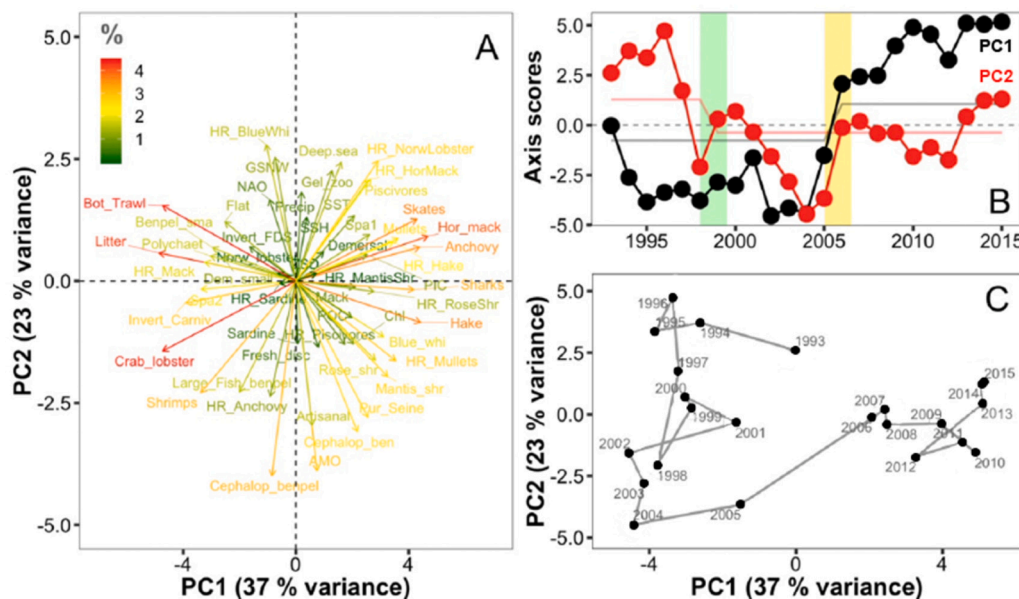 A
%
4
3
2
1
5.0
2.5
0.0
-2.5
-5.0
PC2 (23 % variance)
HR_BlueWhi
Deep.sea
HR_NorwLobster
GSNW
Gel_zoo
HR_HorMack
Piscivores
NAO
Bot_Trawl
Flat
Precip
SST
Skates
Benpel_sma
SSH
Spa1
Mullets
Hor_mack
Litter
Polychaet
Invert_FDS
Demersal
Anchovy
Norw_lobster
HR_Mack
HR_Hake
Dem_small
HR_MantisShr
PIC
Sharks
Spa2
HR_Sardine
Mack
HR_RoseShr
Invert_Carniv
POC
Chl
Hake
Sardine
HR_Piscivores
Blue_whi
Crab_lobster
Fresh_disc
HR_Mullets
Large_Fish_benpel
Rose_shr
Mantis_shr
Shrimps
HR_Anchovy
Pur_Seine
Artisanal
Cephalop_ben
AMO
Cephalop_benpel
-4
0
4
PC1 (37 % variance)
B
PC1
PC2
5.0
2.5
0.0
-2.5
-5.0
Axis scores
1995
2000
2005
2010
2015
C
5.0
2.5
0.0
-2.5
-5.0
PC2 (23 % variance)
1996
1995
1994
1993
1997
2000
1999
2001
2002
1998
2003
2004
2005
2006
2007
2008
2009
2011
2010
2012
2013
2014
2015
-4
0
4
PC1 (37 % variance)